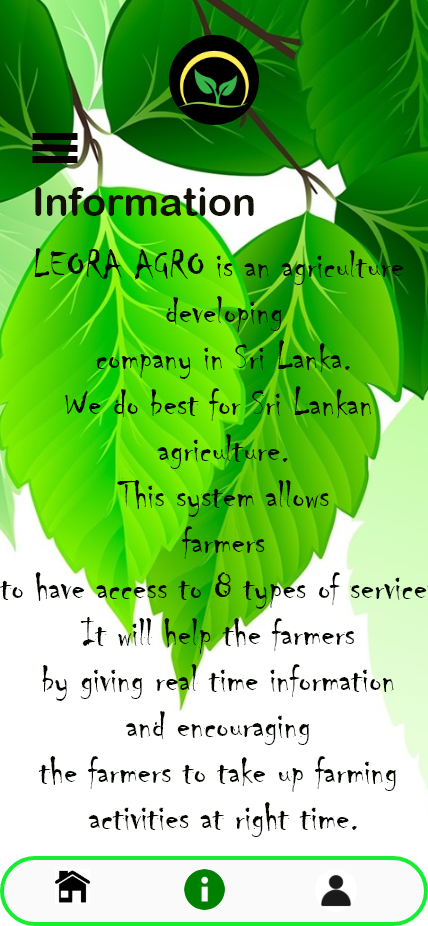 Information
LEORA AGRO is an agriculture
developing
company in Sri Lanka.
We do best for Sri Lankan
agriculture.
This system allows
farmers
to have access to 8 types of service
It will help the farmers
by giving real time information
and encouraging
the farmers to take up farming
activities at right time.